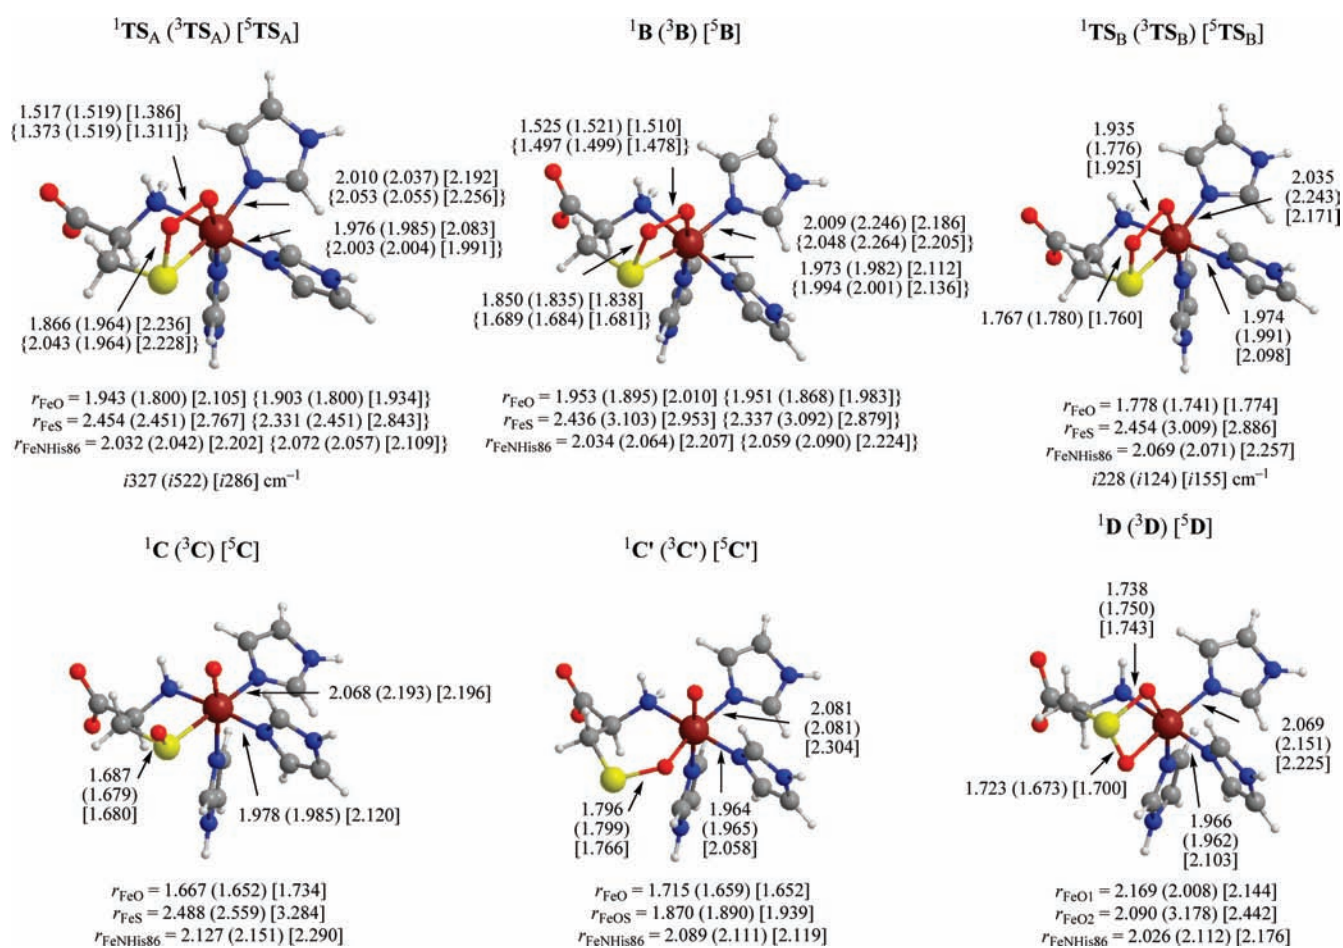 ¹TS_A (³TS_A) [⁵TS_A]
1.517 (1.519) [1.386]
{1.373 (1.519) [1.311]}
2.010 (2.037) [2.192]
{2.053 (2.055) [2.256]}
1.976 (1.985) [2.083]
{2.003 (2.004) [1.991]}
1.866 (1.964) [2.236]
{2.043 (1.964) [2.228]}
r_FeO = 1.943 (1.800) [2.105] {1.903 (1.800) [1.934]}
r_FeS = 2.454 (2.451) [2.767] {2.331 (2.451) [2.843]}
r_FeNHis86 = 2.032 (2.042) [2.202] {2.072 (2.057) [2.109]}
i327 (i522) [i286] cm⁻¹
¹B (³B) [⁵B]
1.525 (1.521) [1.510]
{1.497 (1.499) [1.478]}
2.009 (2.246) [2.186]
{2.048 (2.264) [2.205]}
1.973 (1.982) [2.112]
{1.994 (2.001) [2.136]}
1.850 (1.835) [1.838]
{1.689 (1.684) [1.681]}
r_FeO = 1.953 (1.895) [2.010] {1.951 (1.868) [1.983]}
r_FeS = 2.436 (3.103) [2.953] {2.337 (3.092) [2.879]}
r_FeNHis86 = 2.034 (2.064) [2.207] {2.059 (2.090) [2.224]}
¹TS_B (³TS_B) [⁵TS_B]
1.935
(1.776)
[1.925]
2.035
(2.243)
[2.171]
1.767 (1.780) [1.760]
1.974
(1.991)
[2.098]
r_FeO = 1.778 (1.741) [1.774]
r_FeS = 2.454 (3.009) [2.886]
r_FeNHis86 = 2.069 (2.071) [2.257]
i228 (i124) [i155] cm⁻¹
¹C (³C) [⁵C]
2.068 (2.193) [2.196]
1.687
(1.679)
[1.680]
1.978 (1.985) [2.120]
r_FeO = 1.667 (1.652) [1.734]
r_FeS = 2.488 (2.559) [3.284]
r_FeNHis86 = 2.127 (2.151) [2.290]
¹C' (³C') [⁵C']
2.081
(2.081)
[2.304]
1.796
(1.799)
[1.766]
1.964
(1.965)
[2.058]
r_FeO = 1.715 (1.659) [1.652]
r_FeOS = 1.870 (1.890) [1.939]
r_FeNHis86 = 2.089 (2.111) [2.119]
¹D (³D) [⁵D]
1.738
(1.750)
[1.743]
2.069
(2.151)
[2.225]
1.723 (1.673) [1.700]
1.966
(1.962)
[2.103]
r_FeO1 = 2.169 (2.008) [2.144]
r_FeO2 = 2.090 (3.178) [2.442]
r_FeNHis86 = 2.026 (2.112) [2.176]